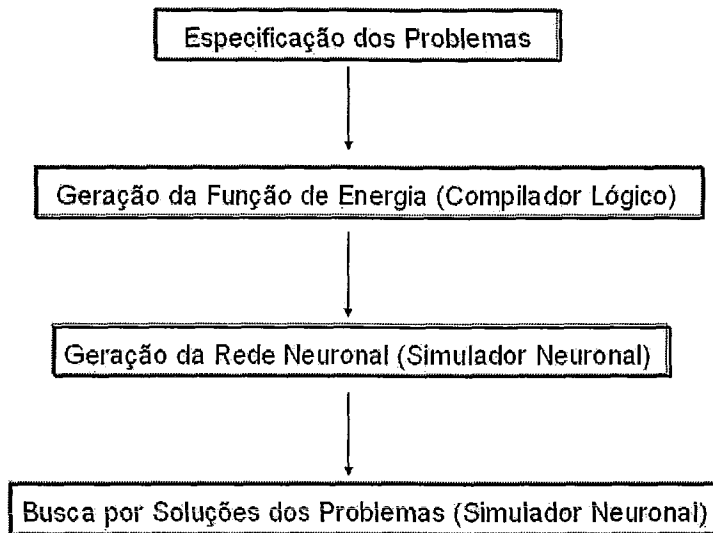 Especificação dos Problemas
Geração da Função de Energia (Compilador Lógico)
Geração da Rede Neuronal (Simulador Neuronal)
Busca por Soluções dos Problemas (Simulador Neuronal)